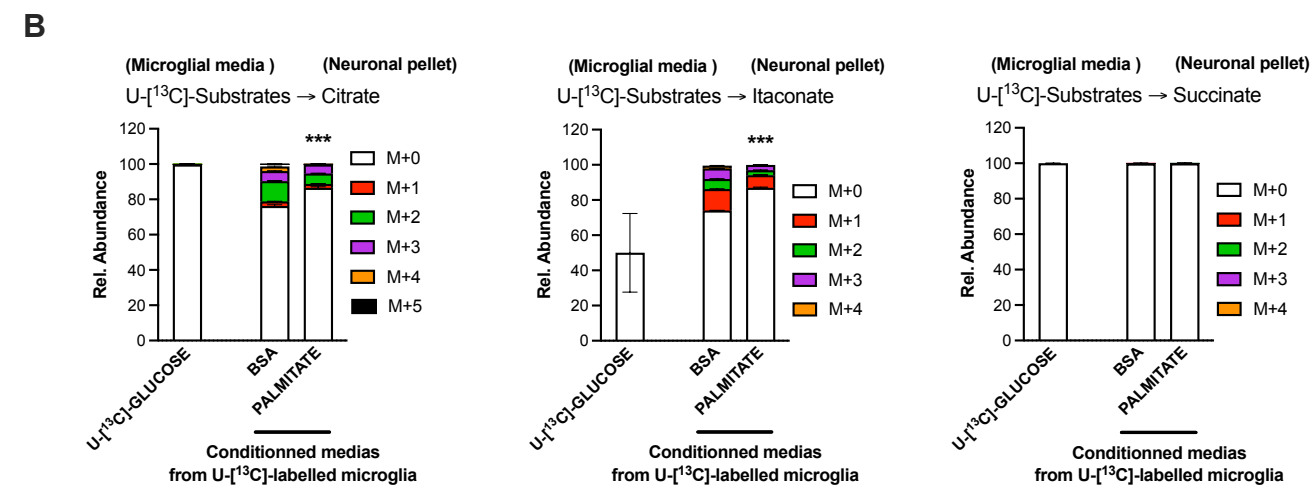 B
(Microglial media ) (Neuronal pellet)
U-[¹³C]-Substrates → Citrate
Rel. Abundance
120
100
80
60
40
20
0
***
M+0
M+1
M+2
M+3
M+4
M+5
U-[¹³C]-GLUCOSE
BSA
PALMITATE
Conditionned medias
from U-[¹³C]-labelled microglia
(Microglial media ) (Neuronal pellet)
U-[¹³C]-Substrates → Itaconate
Rel. Abundance
120
100
80
60
40
20
0
***
M+0
M+1
M+2
M+3
M+4
U-[¹³C]-GLUCOSE
BSA
PALMITATE
Conditionned medias
from U-[¹³C]-labelled microglia
(Microglial media ) (Neuronal pellet)
U-[¹³C]-Substrates → Succinate
Rel. Abundance
120
100
80
60
40
20
0
M+0
M+1
M+2
M+3
M+4
U-[¹³C]-GLUCOSE
BSA
PALMITATE
Conditionned medias
from U-[¹³C]-labelled microglia